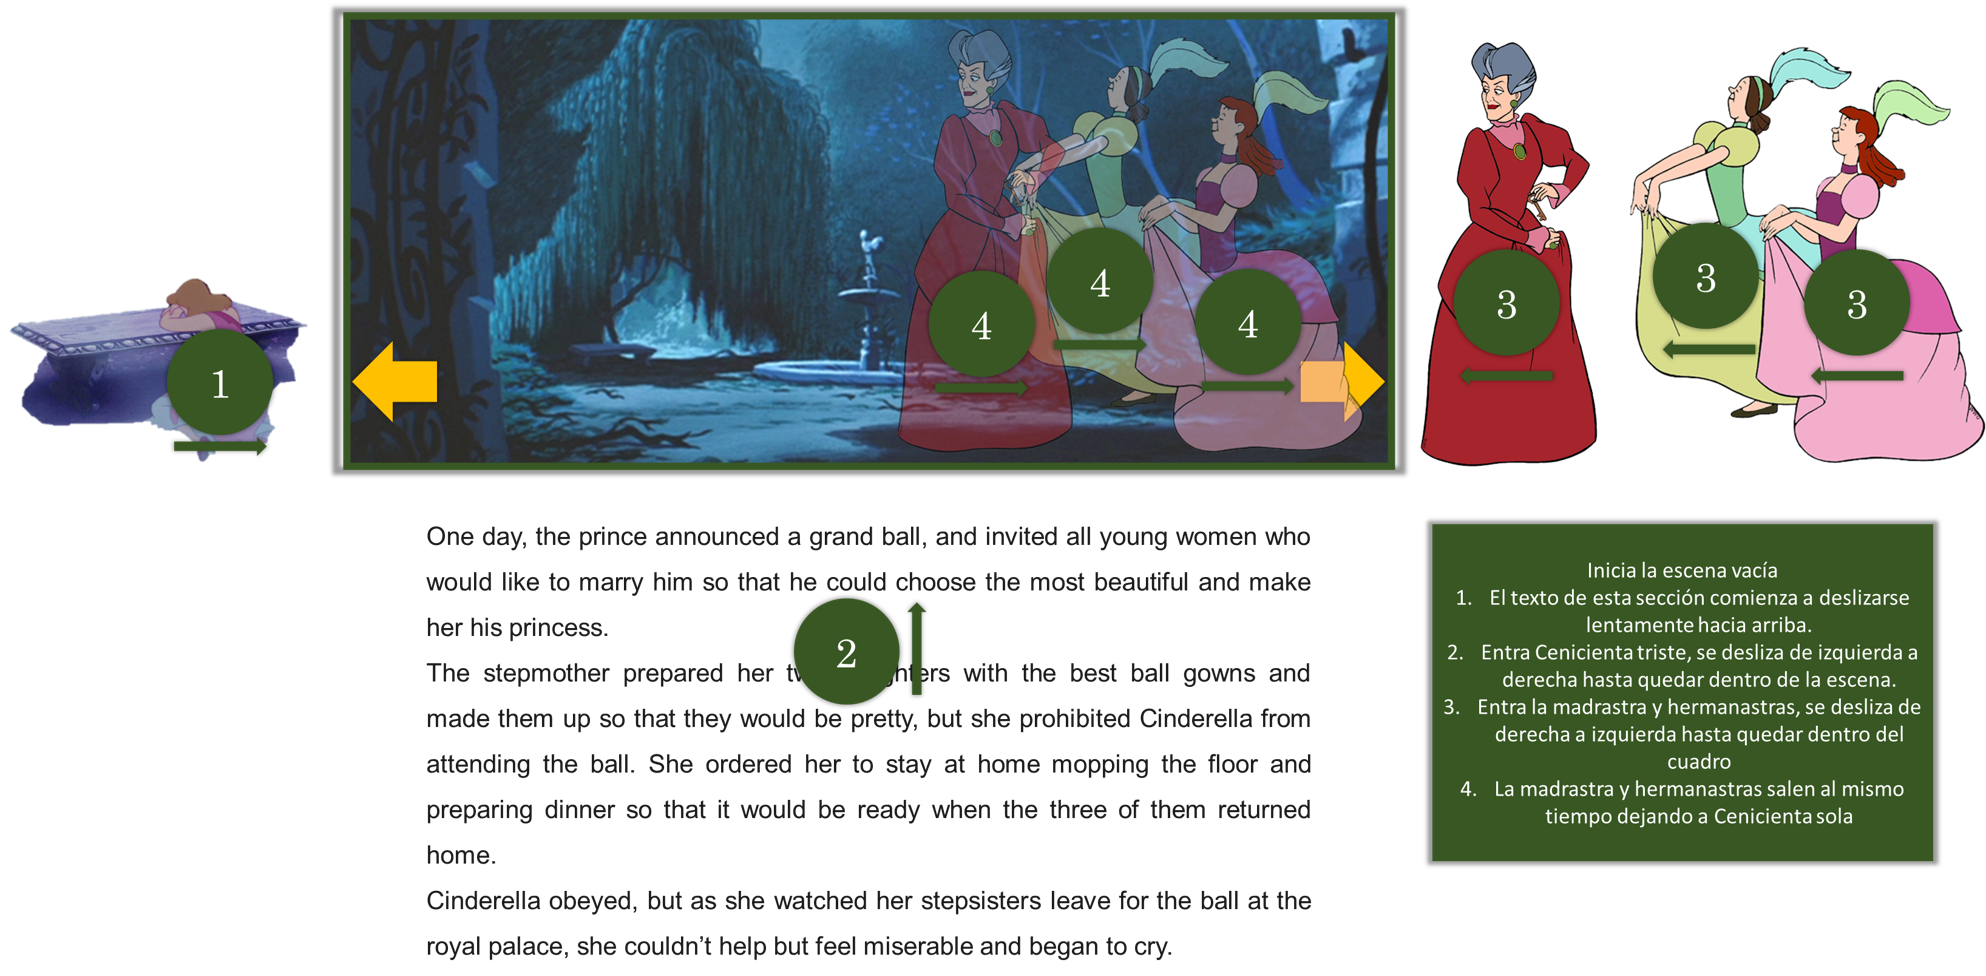 1
4
4
4
3
3
3
One day, the prince announced a grand ball, and invited all young women who
would like to marry him so that he could choose the most beautiful and make
her his princess.
2
The stepmother prepared her with the best ball gowns and
made them up so that they would be pretty, but she prohibited Cinderella from
attending the ball. She ordered her to stay at home mopping the floor and
preparing dinner so that it would be ready when the three of them returned
home.
Cinderella obeyed, but as she watched her stepsisters leave for the ball at the
royal palace, she couldn’t help but feel miserable and began to cry.
Inicia la escena vacía
1. El texto de esta sección comienza a deslizarse
lentamente hacia arriba.
2. Entra Cenicienta triste, se desliza de izquierda a
derecha hasta quedar dentro de la escena.
3. Entra la madrastra y hermanastras, se desliza de
derecha a izquierda hasta quedar dentro del
cuadro
4. La madrastra y hermanastras salen al mismo
tiempo dejando a Cenicienta sola